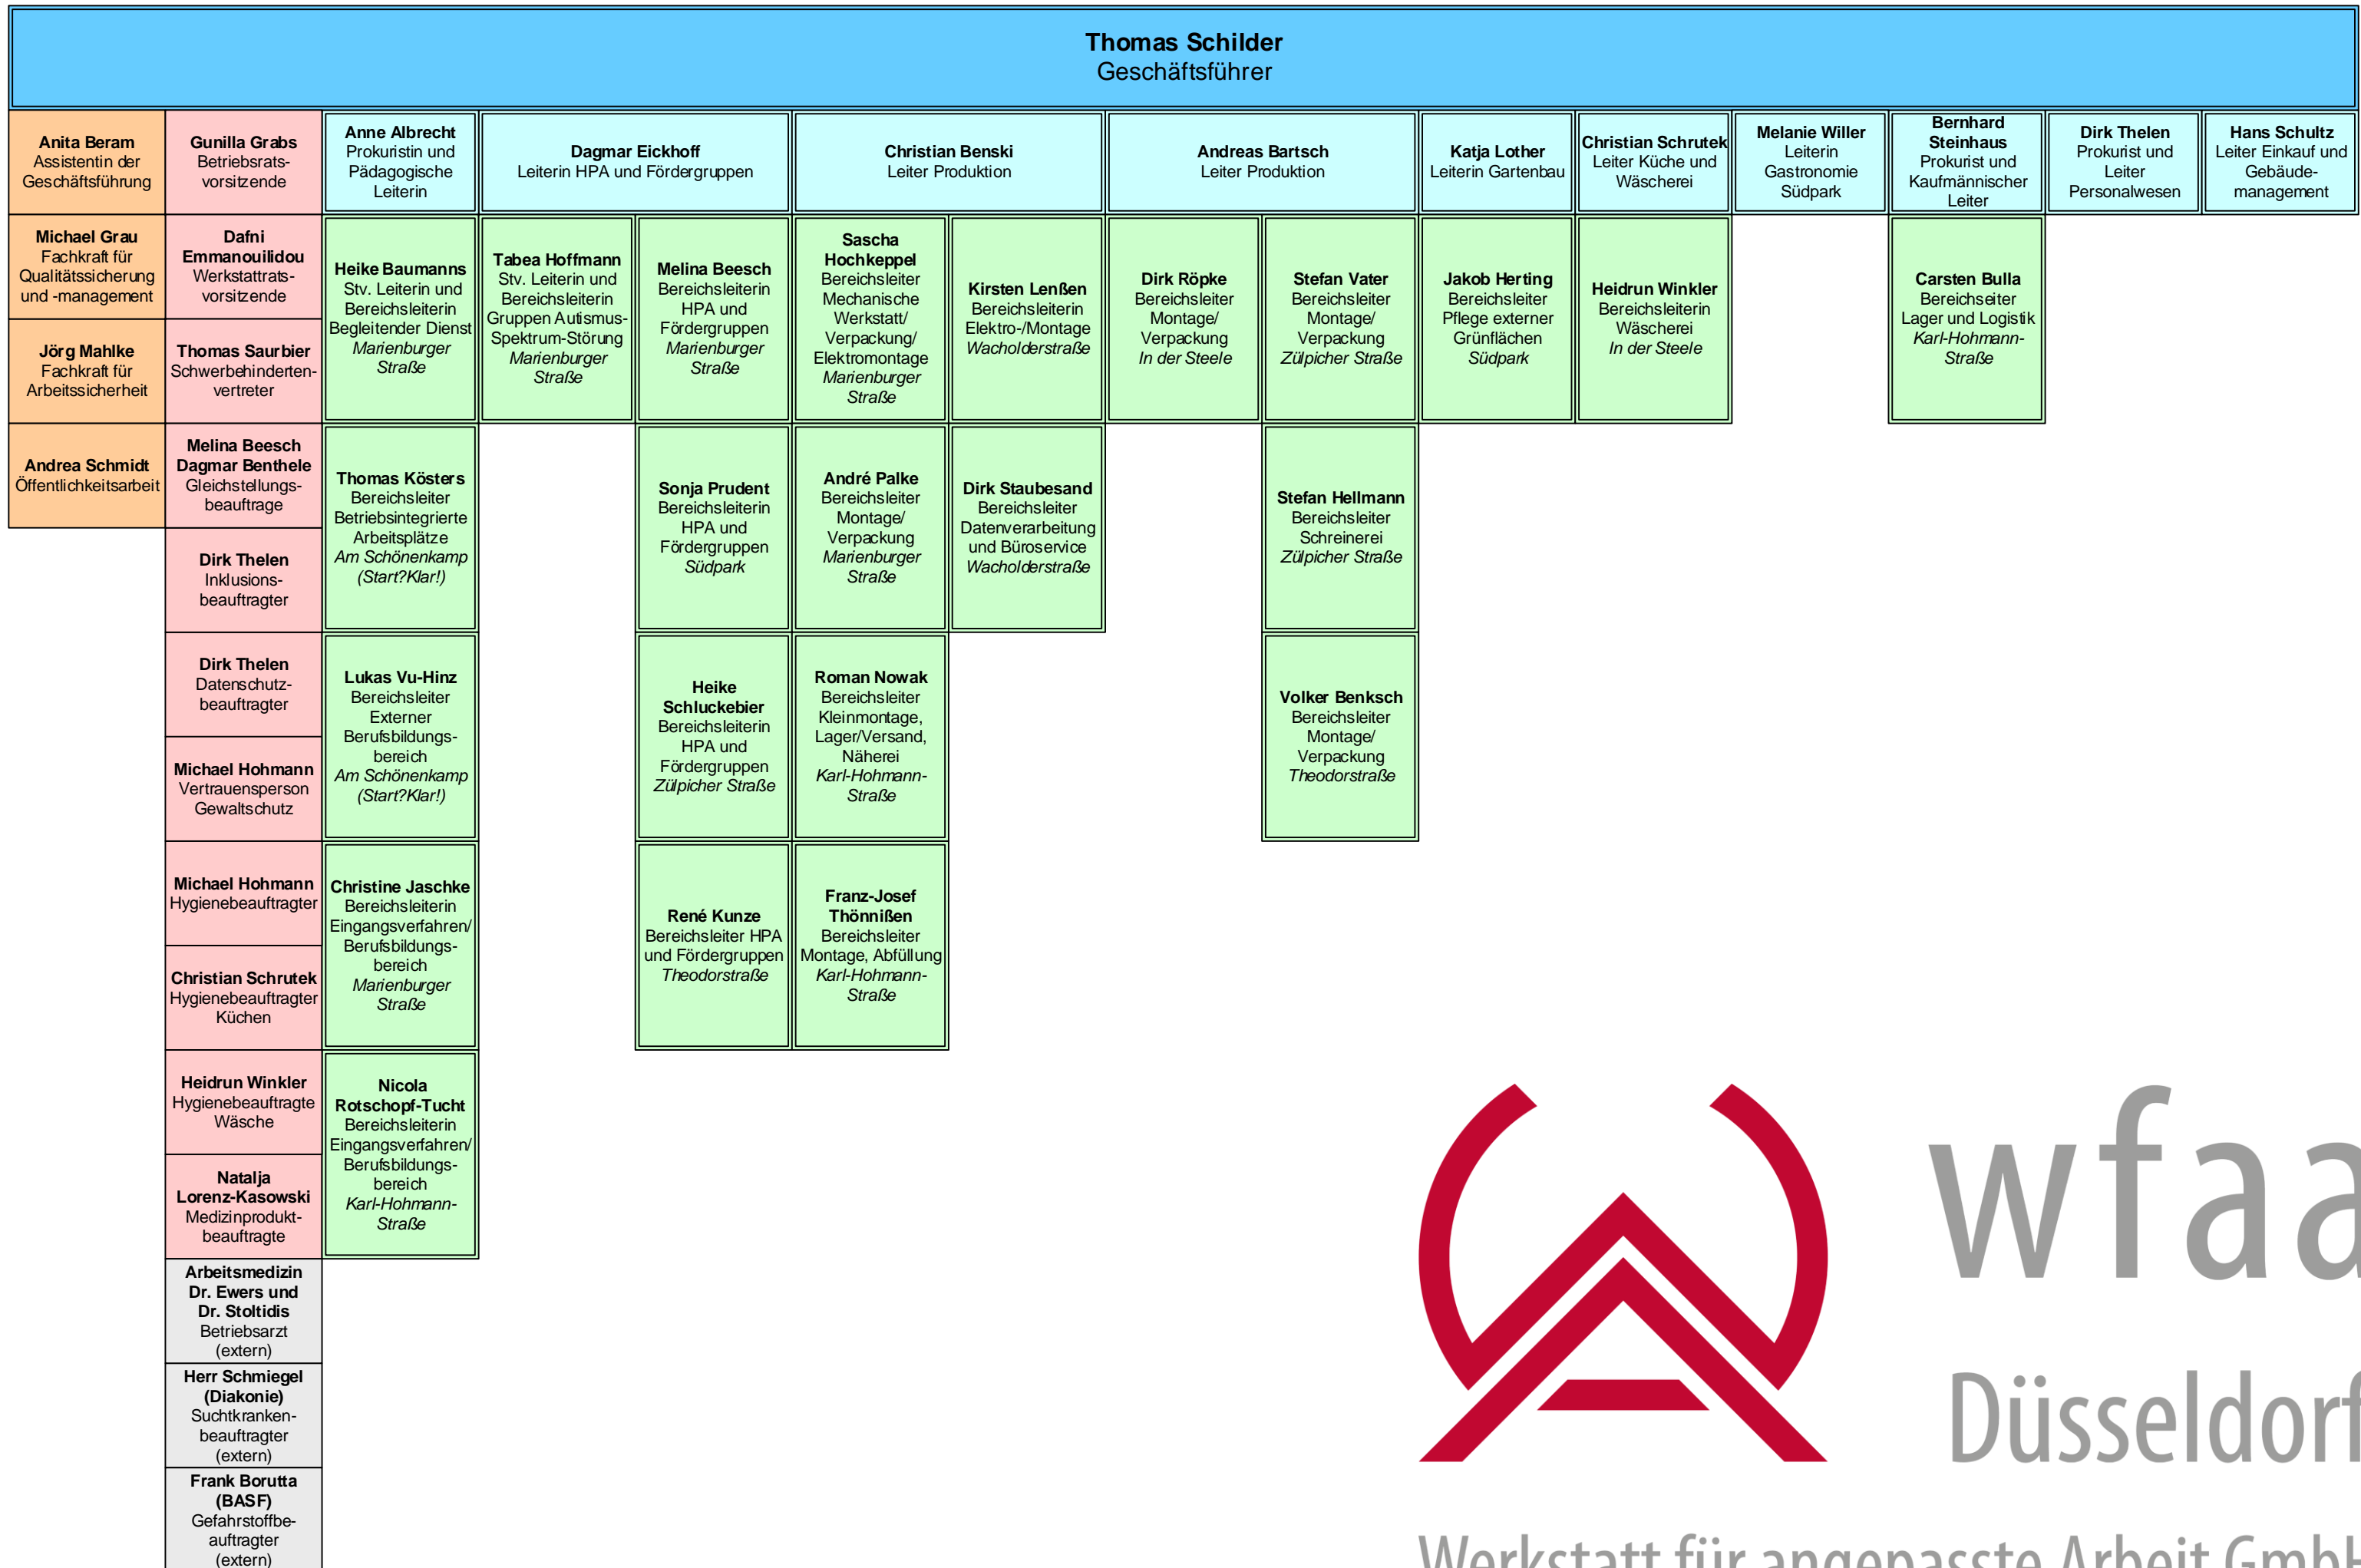 Thomas Schilder
Geschäftsführer
Anita Beram
Assistentin der
Geschäftsführung
Gunilla Grabs
Betriebsrats-
vorsitzende
Anne Albrecht
Prokuristin und
Pädagogische
Leiterin
Dagmar Eickhoff
Leiterin HPA und Fördergruppen
Christian Benski
Leiter Produktion
Andreas Bartsch
Leiter Produktion
Katja Lother
Leiterin Gartenbau
Christian Schrutek
Leiter Küche und
Wäscherei
Melanie Willer
Leiterin
Gastronomie
Südpark
Bernhard
Steinhaus
Prokurist und
Kaufmännischer
Leiter
Dirk Thelen
Prokurist und
Leiter
Personalwesen
Hans Schultz
Leiter Einkauf und
Gebäude-
management
Michael Grau
Fachkraft für
Qualitätssicherung
und -management
Jörg Mahlke
Fachkraft für
Arbeitssicherheit
Andrea Schmidt
Öffentlichkeitsarbeit
Dafni
Emmanouilidou
Werkstattrats-
vorsitzende
Thomas Saurbier
Schwerbehinderten-
vertreter
Melina Beesch
Dagmar Benthele
Gleichstellungs-
beauftrage
Dirk Thelen
Inklusions-
beauftragter
Dirk Thelen
Datenschutz-
beauftragter
Michael Hohmann
Vertrauensperson
Gewaltschutz
Michael Hohmann
Hygienebeauftragter
Christian Schrutek
Hygienebeauftragter
Küchen
Heidrun Winkler
Hygienebeauftragte
Wäsche
Natalja
Lorenz-Kasowski
Medizinprodukt-
beauftragte
Arbeitsmedizin
Dr. Ewers und
Dr. Stoltidis
Betriebsarzt
(extern)
Herr Schmiegel
(Diakonie)
Suchtkranken-
beauftragter
(extern)
Frank Borutta
(BASF)
Gefahrstoffbe-
auftragter
(extern)
Heike Baumanns
Stv. Leiterin und
Bereichsleiterin
Begleitender Dienst
Marienburger
Straße
Thomas Kösters
Bereichsleiter
Betriebsintegrierte
Arbeitsplätze
Am Schönenkamp
(Start?Klar!)
Lukas Vu-Hinz
Bereichsleiter
Externer
Berufsbildungs-
bereich
Am Schönenkamp
(Start?Klar!)
Christine Jaschke
Bereichsleiterin
Eingangsverfahren/
Berufsbildungs-
bereich
Marienburger
Straße
Nicola
Rotschopf-Tucht
Bereichsleiterin
Eingangsverfahren/
Berufsbildungs-
bereich
Karl-Hohmann-
Straße
Tabea Hoffmann
Stv. Leiterin und
Bereichsleiterin
Gruppen Autismus-
Spektrum-Störung
Marienburger
Straße
Melina Beesch
Bereichsleiterin
HPA und
Fördergruppen
Marienburger
Straße
Sonja Prudent
Bereichsleiterin
HPA und
Fördergruppen
Südpark
Heike
Schluckebier
Bereichsleiterin
HPA und
Fördergruppen
Zülpicher Straße
René Kunze
Bereichsleiter HPA
und Fördergruppen
Theodorstraße
Sascha
Hochkeppel
Bereichsleiter
Mechanische
Werkstatt/
Verpackung/
Elektromontage
Marienburger
Straße
André Palke
Bereichsleiter
Montage/
Verpackung
Marienburger
Straße
Roman Nowak
Bereichsleiter
Kleinmontage,
Lager/Versand,
Näherei
Karl-Hohmann-
Straße
Franz-Josef
Thönnißen
Bereichsleiter
Montage, Abfüllung
Karl-Hohmann-
Straße
Kirsten Lenßen
Bereichsleiterin
Elektro-/Montage
Wacholderstraße
Dirk Staubesand
Bereichsleiter
Datenverarbeitung
und Büroservice
Wacholderstraße
Dirk Röpke
Bereichsleiter
Montage/
Verpackung
In der Steele
Stefan Vater
Bereichsleiter
Montage/
Verpackung
Zülpicher Straße
Stefan Hellmann
Bereichsleiter
Schreinerei
Zülpicher Straße
Volker Benksch
Bereichsleiter
Montage/
Verpackung
Theodorstraße
Jakob Herting
Bereichsleiter
Pflege externer
Grünflächen
Südpark
Heidrun Winkler
Bereichsleiterin
Wäscherei
In der Steele
Carsten Bulla
Bereichseiter
Lager und Logistik
Karl-Hohmann-
Straße
wfaa
Düsseldorf
Werkstatt für angepasste Arbeit GmbH